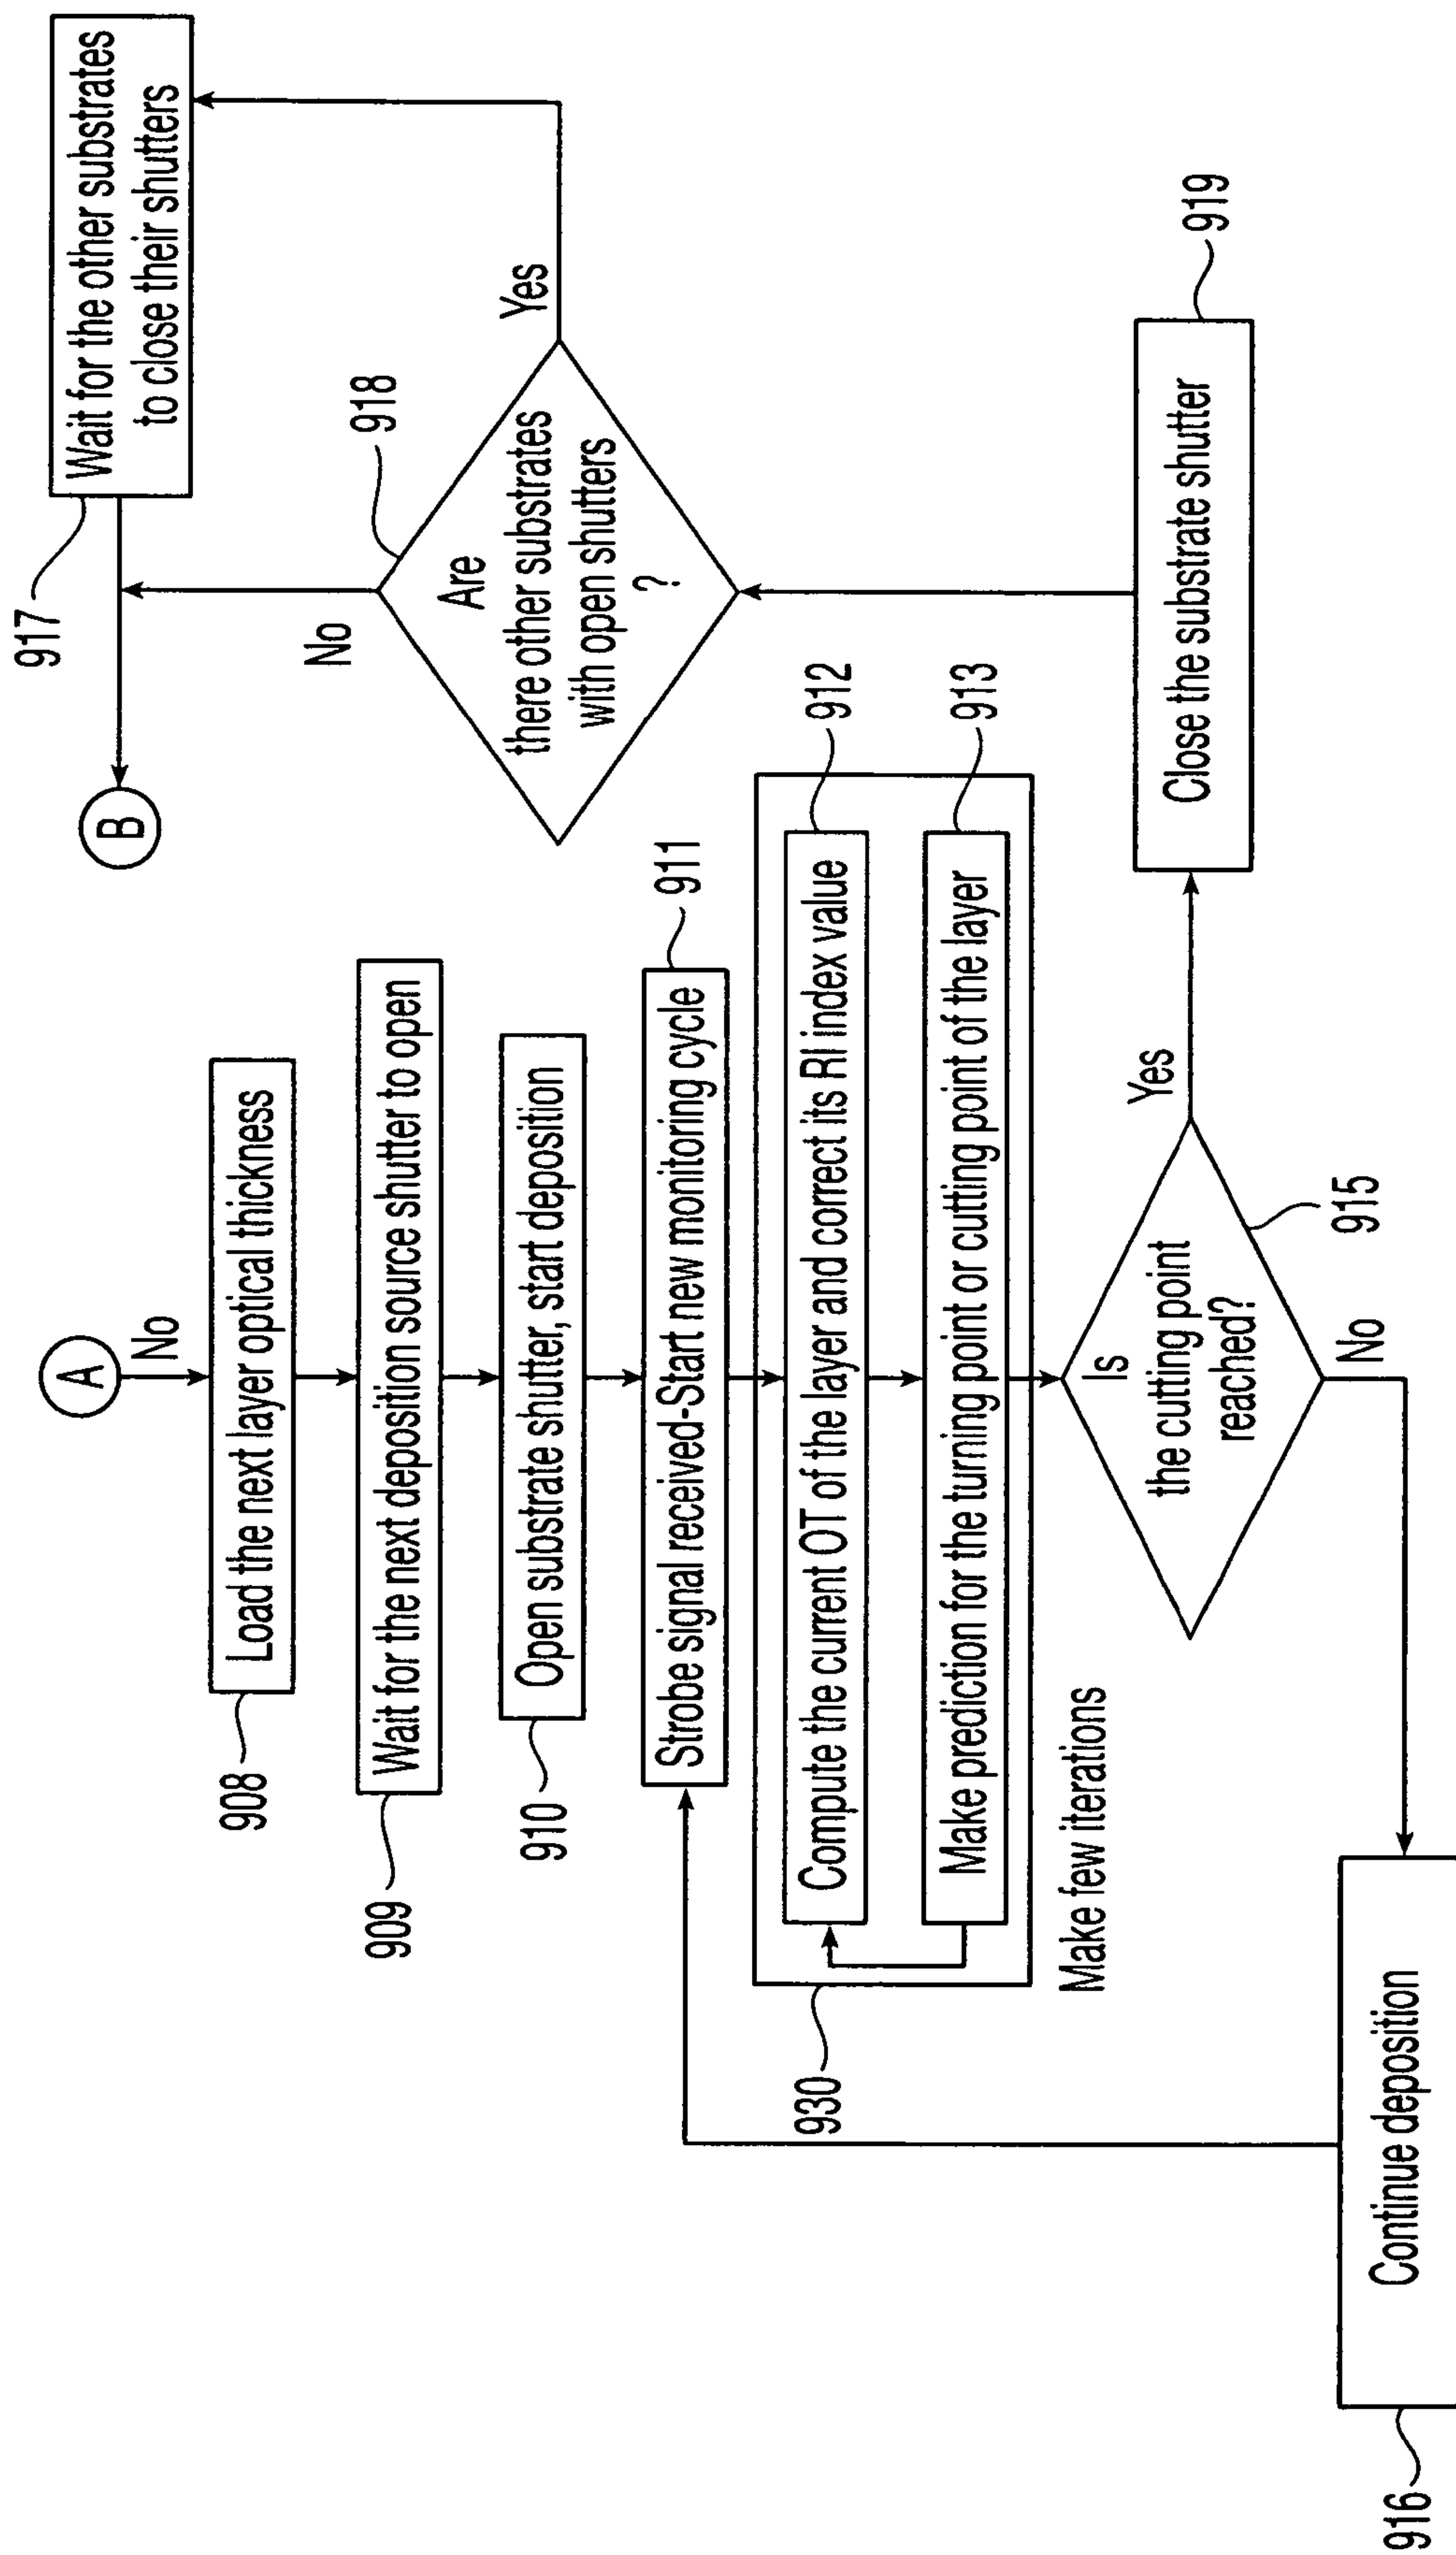 A
No
Load the next layer optical thickness
908
Wait for the next deposition source shutter to open
909
Open substrate shutter, start deposition
910
Strobe signal received-Start new monitoring cycle
911
Compute the current OT of the layer and correct its RI index value
912
Make prediction for the turning point or cutting point of the layer
913
930
Make few iterations
Is
the cutting point
reached?
915
No
Yes
Continue deposition
916
Close the substrate shutter
919
Are
there other substrates
with open shutters
?
918
No
Yes
Wait for the other substrates
to close their shutters
917
B